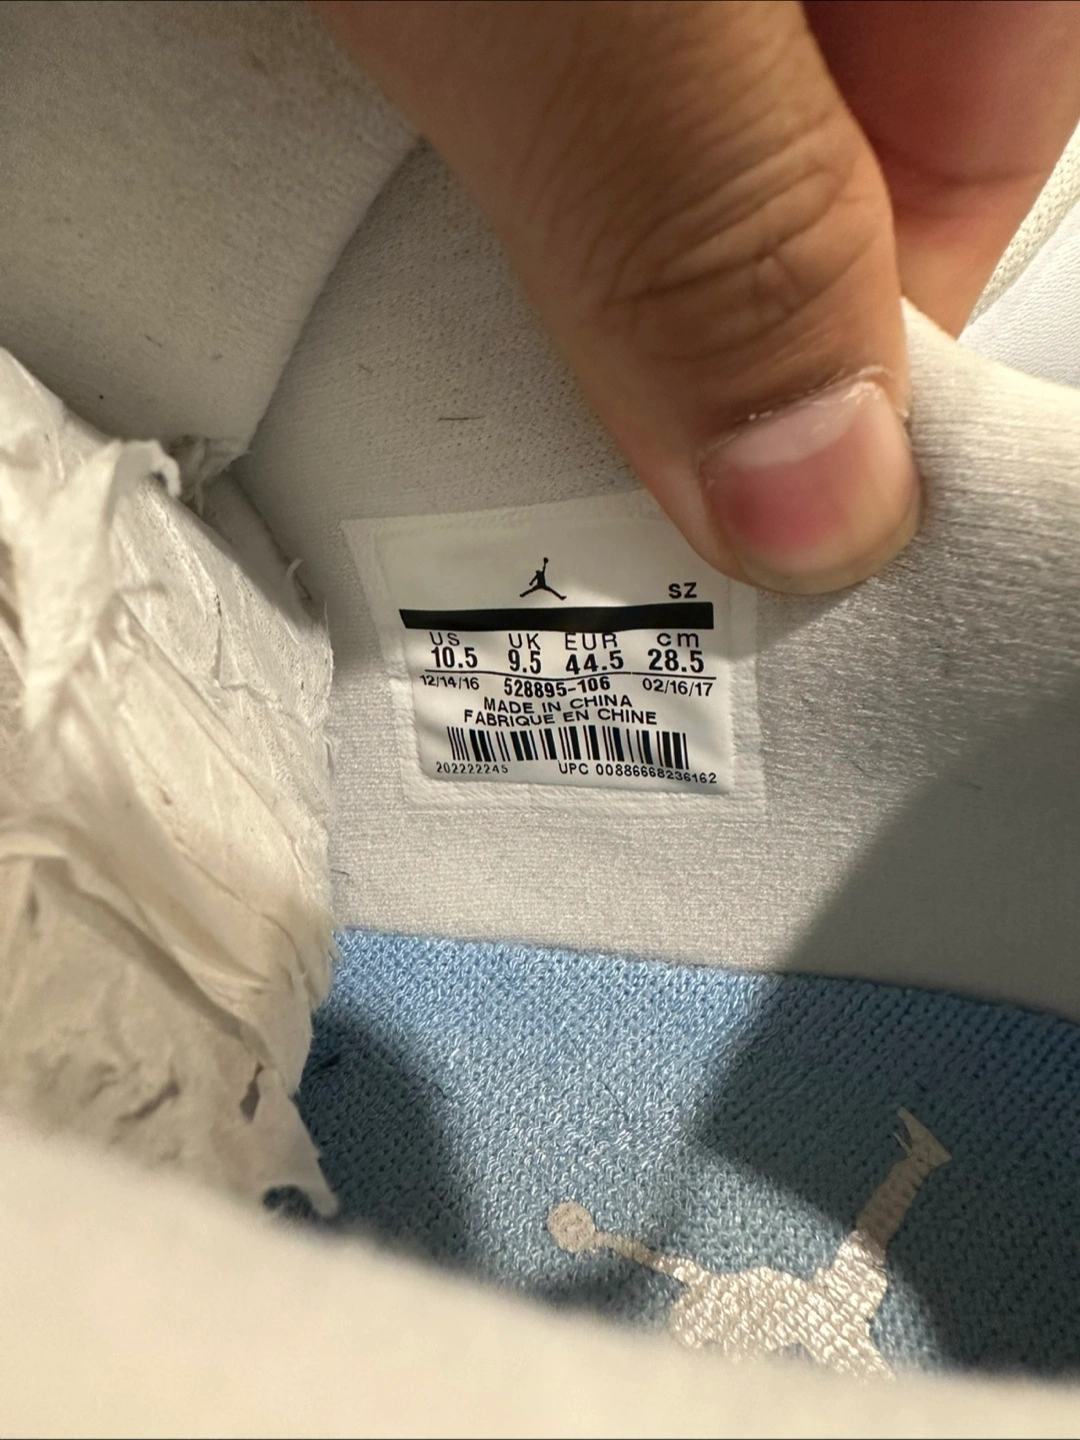 SZ
US UK EUR cm
10.5 9.5 44.5 28.5
12/14/16 528895-106 02/16/17
MADE IN CHINA
FABRIQUE EN CHINE
202222245 UPC 00886668236162